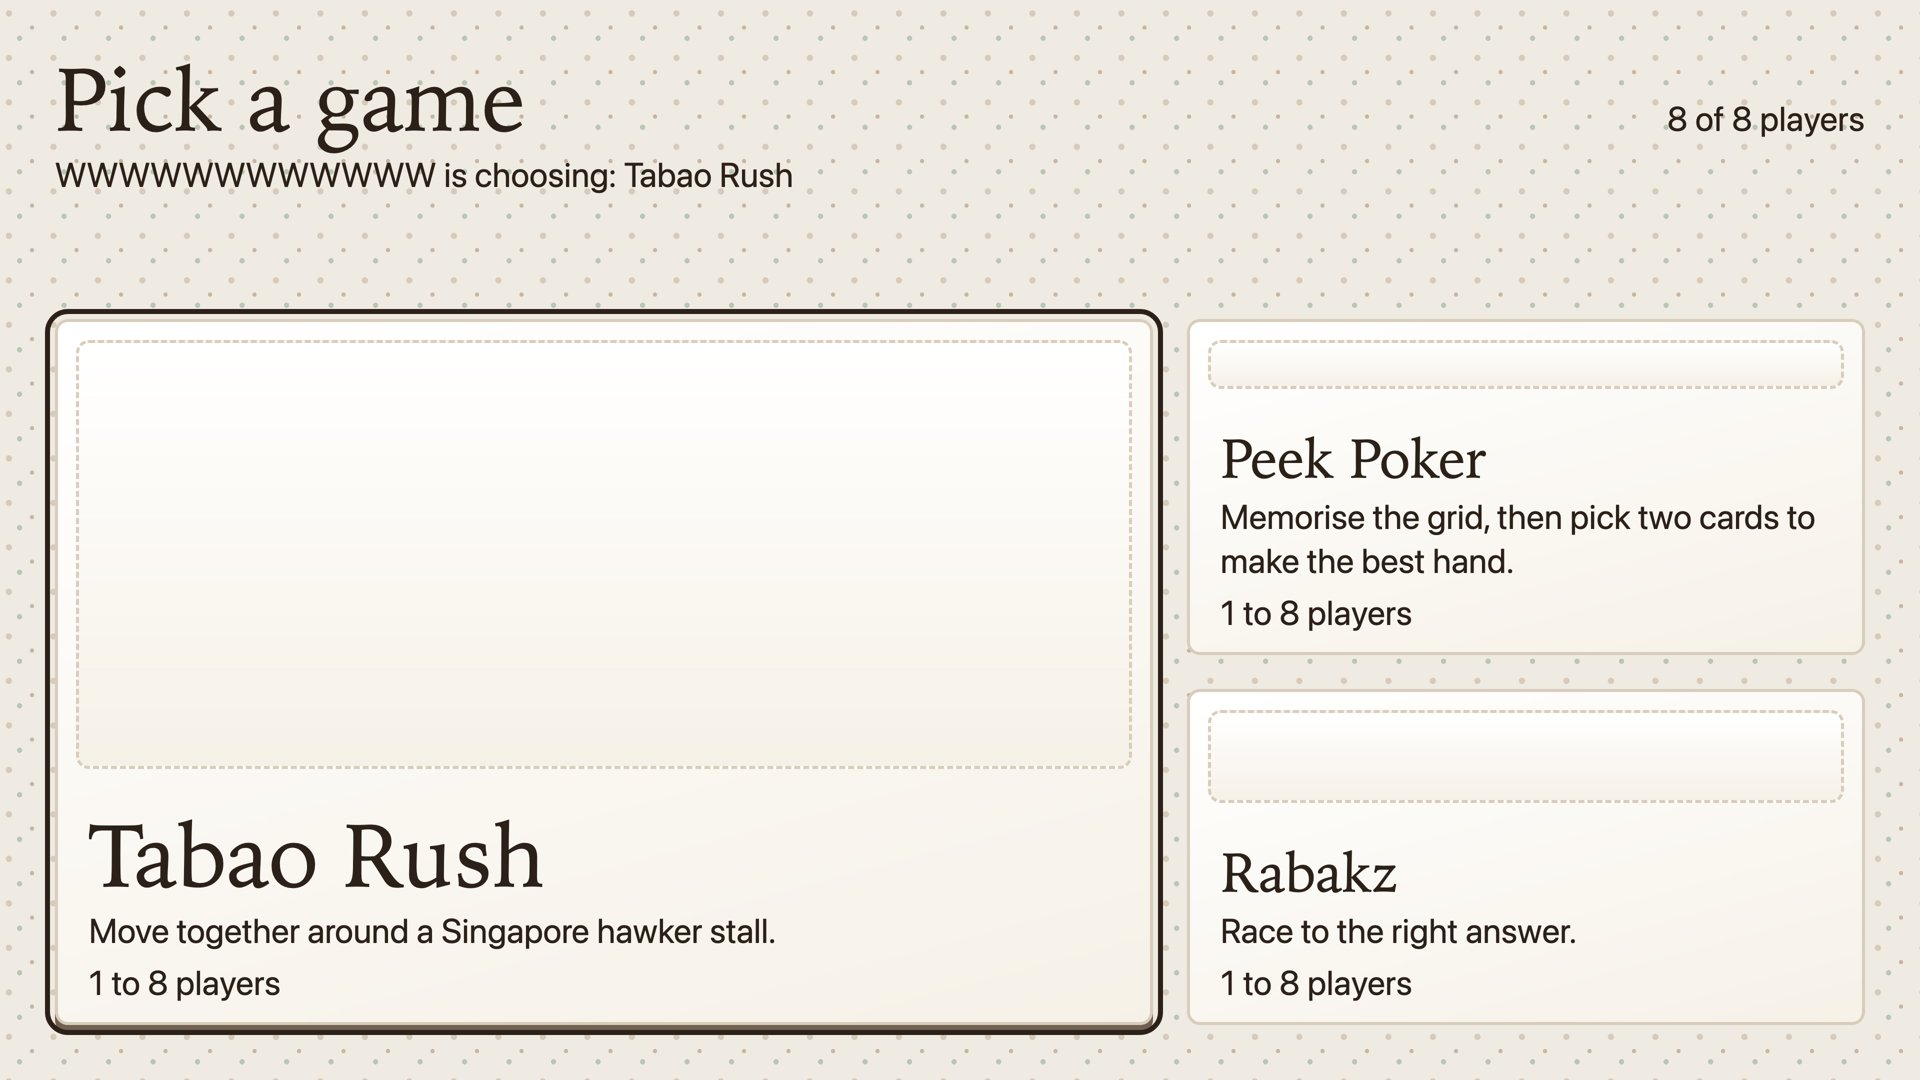 Pick a game
8 of 8 players
WWWWWWWWWWWW is choosing: Tabao Rush
Tabao Rush
Move together around a Singapore hawker stall.
1 to 8 players
Peek Poker
Memorise the grid, then pick two cards to
make the best hand.
1 to 8 players
Rabakz
Race to the right answer.
1 to 8 players